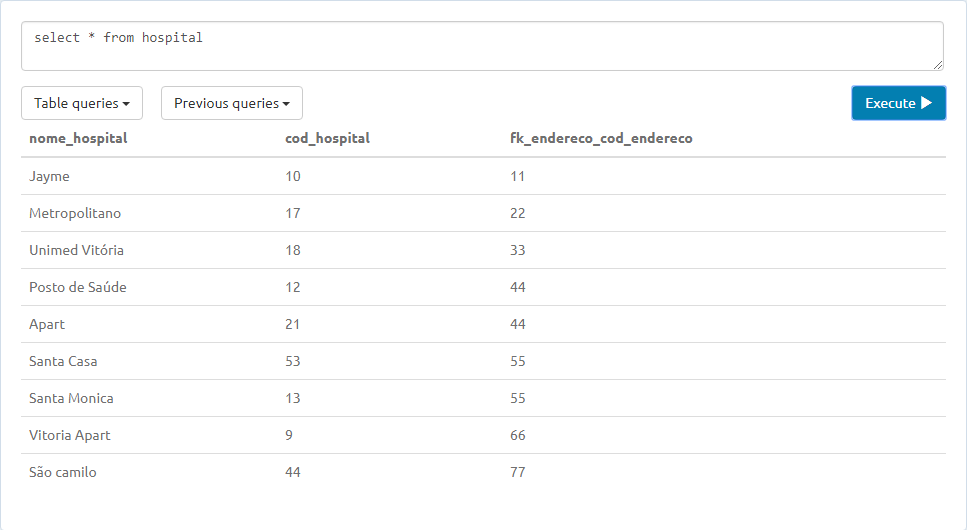 select * from hospital
Table queries Previous queries Execute
nome_hospital cod_hospital fk_endereco_cod_endereco
Jayme 10 11
Metropolitano 17 22
Unimed Vitória 18 33
Posto de Saúde 12 44
Apart 21 44
Santa Casa 53 55
Santa Monica 13 55
Vitoria Apart 9 66
São camilo 44 77